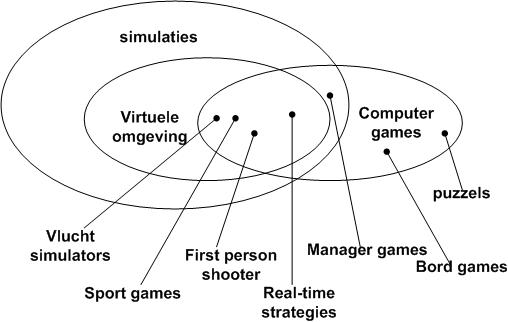 simulaties
Virtuele
omgeving
Computer
games
puzzels
Vlucht
simulators
First person
shooter
Manager games
Bord games
Sport games
Real-time
strategies